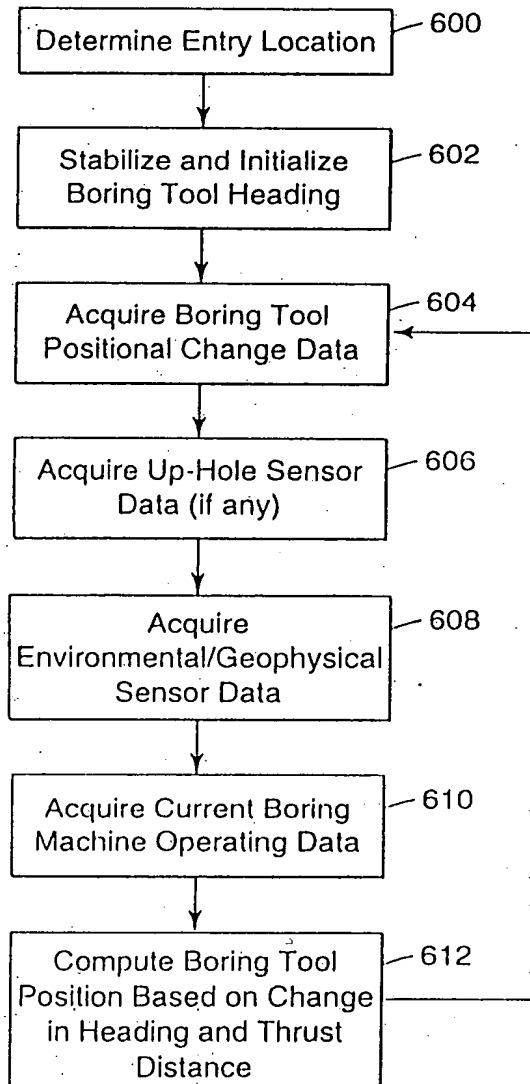 Determine Entry Location
600
Stabilize and Initialize
Boring Tool Heading
602
Acquire Boring Tool
Positional Change Data
604
Acquire Up-Hole Sensor
Data (if any)
606
Acquire
Environmental/Geophysical
Sensor Data
608
Acquire Current Boring
Machine Operating Data
610
Compute Boring Tool
Position Based on Change
in Heading and Thrust
Distance
612